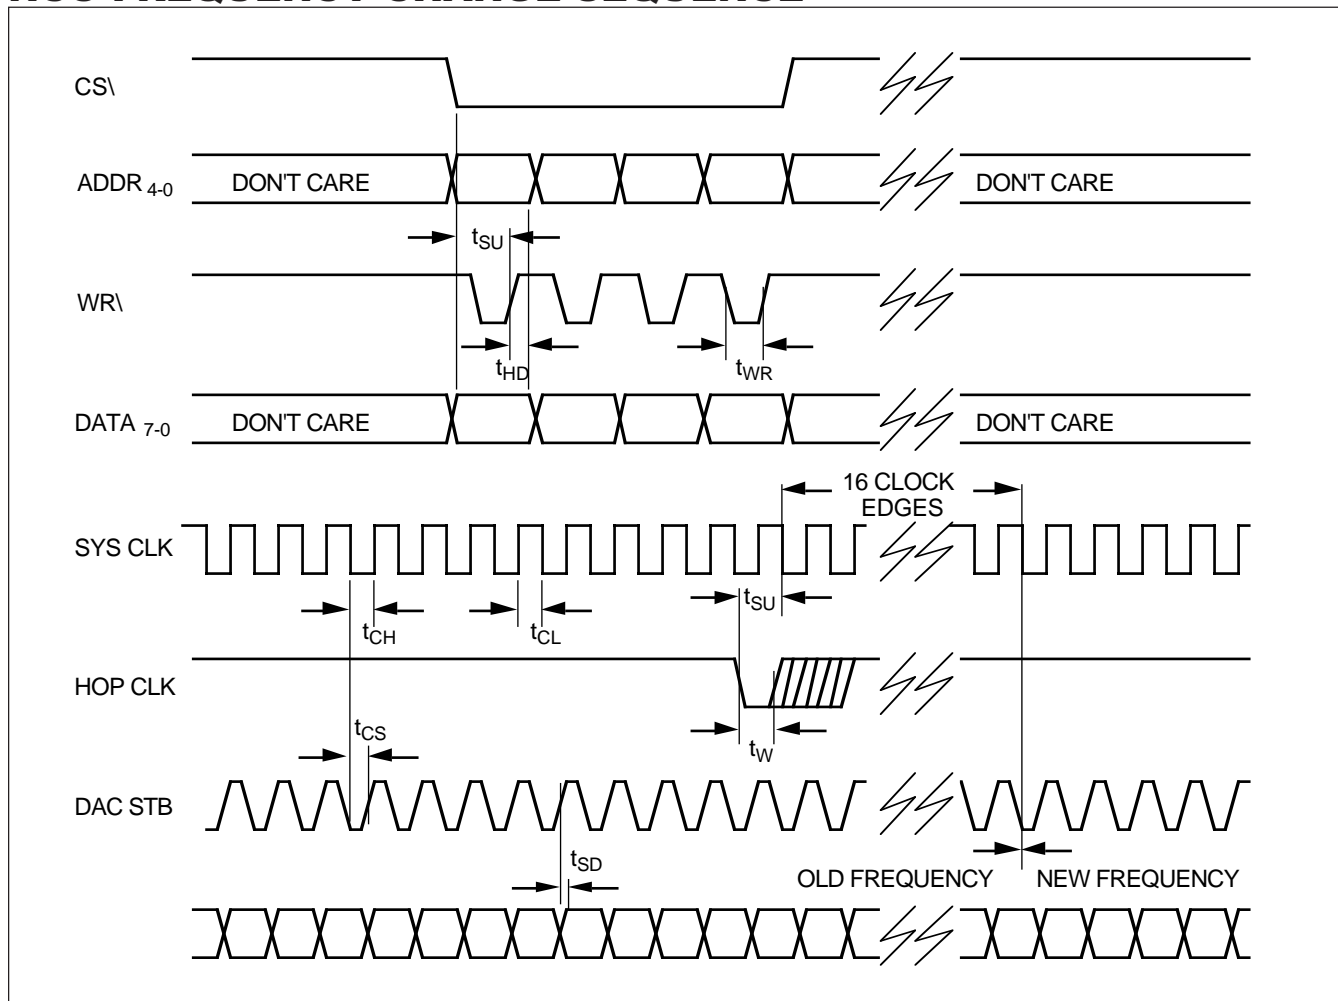 CS\
ADDR 4-0 DON'T CARE DON'T CARE
tSU
WR\
tHD tWR
DATA 7-0 DON'T CARE DON'T CARE
16 CLOCK
EDGES
SYS CLK
tSU
tCH tCL
HOP CLK
tCS tW
DAC STB
tSD
OLD FREQUENCY NEW FREQUENCY